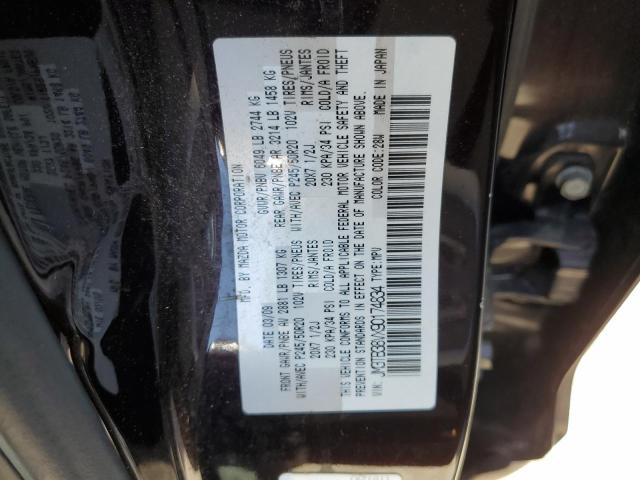 MFD. BY MAZDA MOTOR CORPORATION
DATE 03/09 GVWR/PNBV 6049 LB 2744 KG
FRONT GAWR/PNBE AV 2881 LB 1307 KG REAR GAWR/PNBE AR 3214 LB 1458 KG
WITH/AVEC P245/50R20 102V TIRES/PNEUS WITH/AVEC P245/50R20 102V TIRES/PNEUS
20X7 1/2J RIMS/JANTES 20X7 1/2J RIMS/JANTES
230 KPA/34 PSI COLD/A FROID 230 KPA/34 PSI COLD/A FROID
THIS VEHICLE CONFORMS TO ALL APPLICABLE FEDERAL MOTOR VEHICLE SAFETY AND THEFT
PREVENTION STANDARDS IN EFFECT ON THE DATE OF MANUFACTURE SHOWN ABOVE.
VIN: JM3TB38V090174834 TYPE:MPV COLOR CODE:28W MADE IN JAPAN